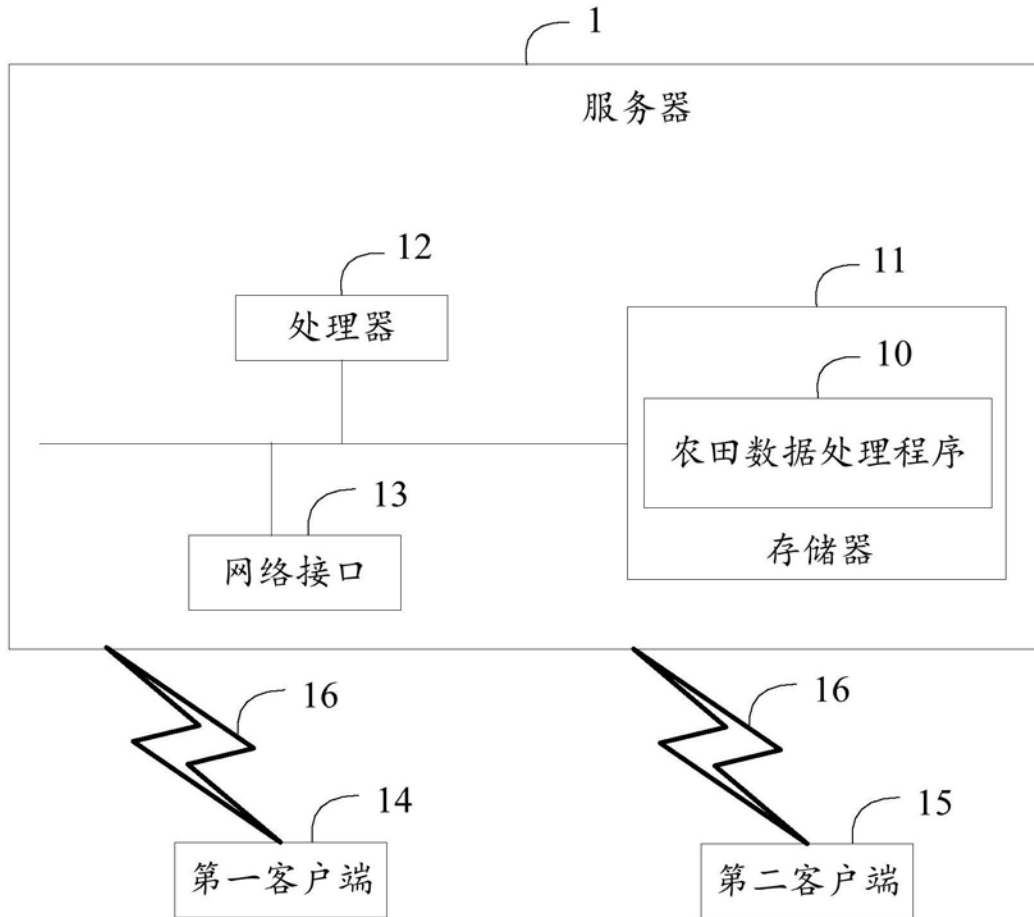 1
服务器
12
处理器
11
10
农田数据处理程序
13
网络接口
存储器
16
16
14
第一客户端
15
第二客户端